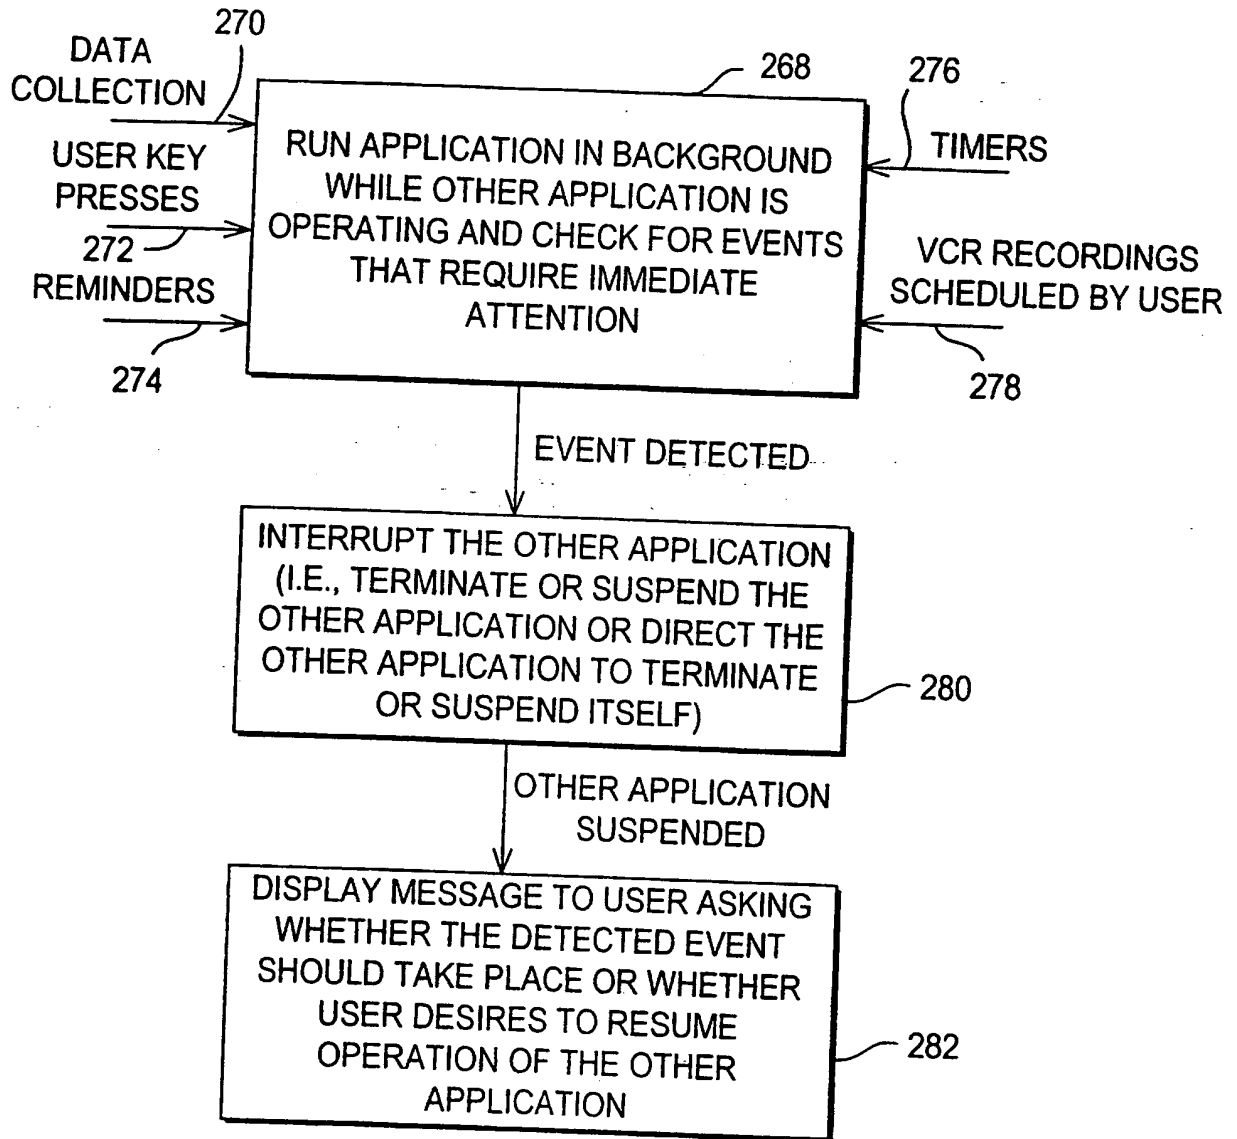 270
DATA
COLLECTION
USER KEY
PRESSES
272
REMINDERS
274
268
RUN APPLICATION IN BACKGROUND
WHILE OTHER APPLICATION IS
OPERATING AND CHECK FOR EVENTS
THAT REQUIRE IMMEDIATE
ATTENTION
276
TIMERS
VCR RECORDINGS
SCHEDULED BY USER
278
EVENT DETECTED
INTERRUPT THE OTHER APPLICATION
(I.E., TERMINATE OR SUSPEND THE
OTHER APPLICATION OR DIRECT THE
OTHER APPLICATION TO TERMINATE
OR SUSPEND ITSELF)
280
OTHER APPLICATION
SUSPENDED
DISPLAY MESSAGE TO USER ASKING
WHETHER THE DETECTED EVENT
SHOULD TAKE PLACE OR WHETHER
USER DESIRES TO RESUME
OPERATION OF THE OTHER
APPLICATION
282